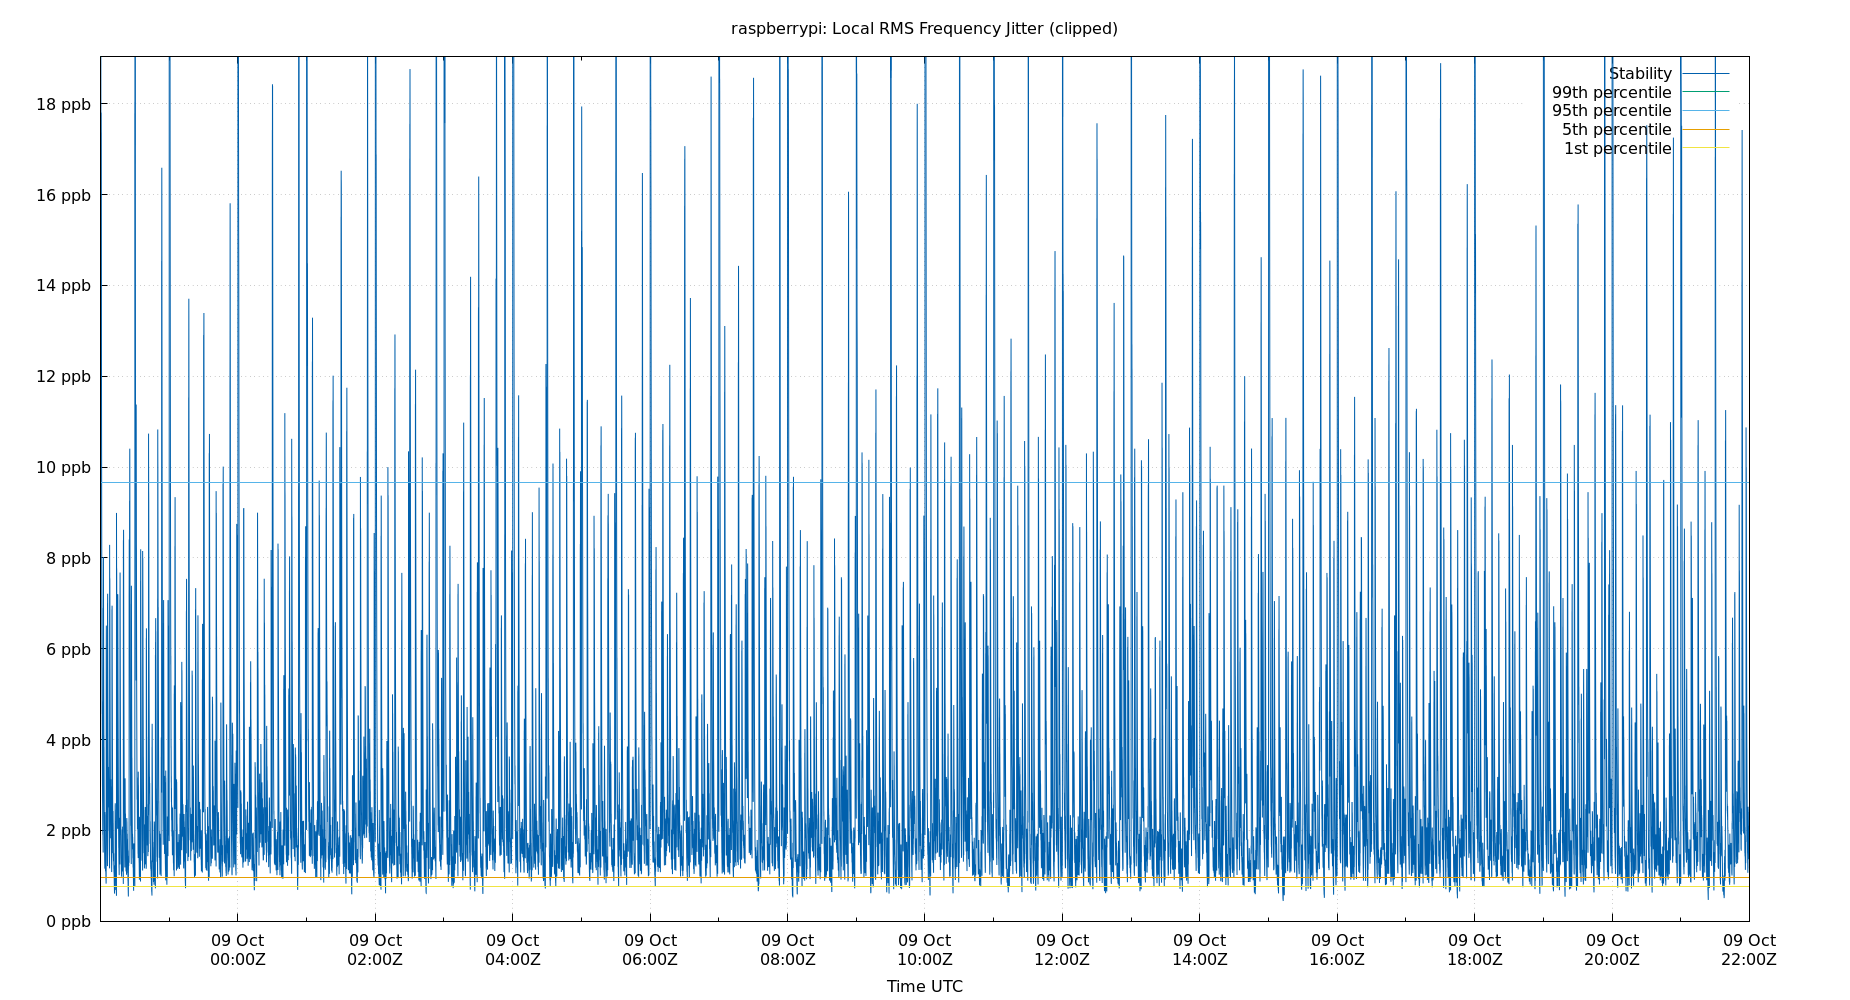 raspberrypi: Local RMS Frequency Jitter (clipped)
Stability
99th percentile
95th percentile
5th percentile
1st percentile
18 ppb
16 ppb
14 ppb
12 ppb
10 ppb
8 ppb
6 ppb
4 ppb
2 ppb
0 ppb
09 Oct 09 Oct 09 Oct 09 Oct 09 Oct 09 Oct 09 Oct 09 Oct 09 Oct 09 Oct 09 Oct 09 Oct
00:00Z 02:00Z 04:00Z 06:00Z 08:00Z 10:00Z 12:00Z 14:00Z 16:00Z 18:00Z 20:00Z 22:00Z
Time UTC